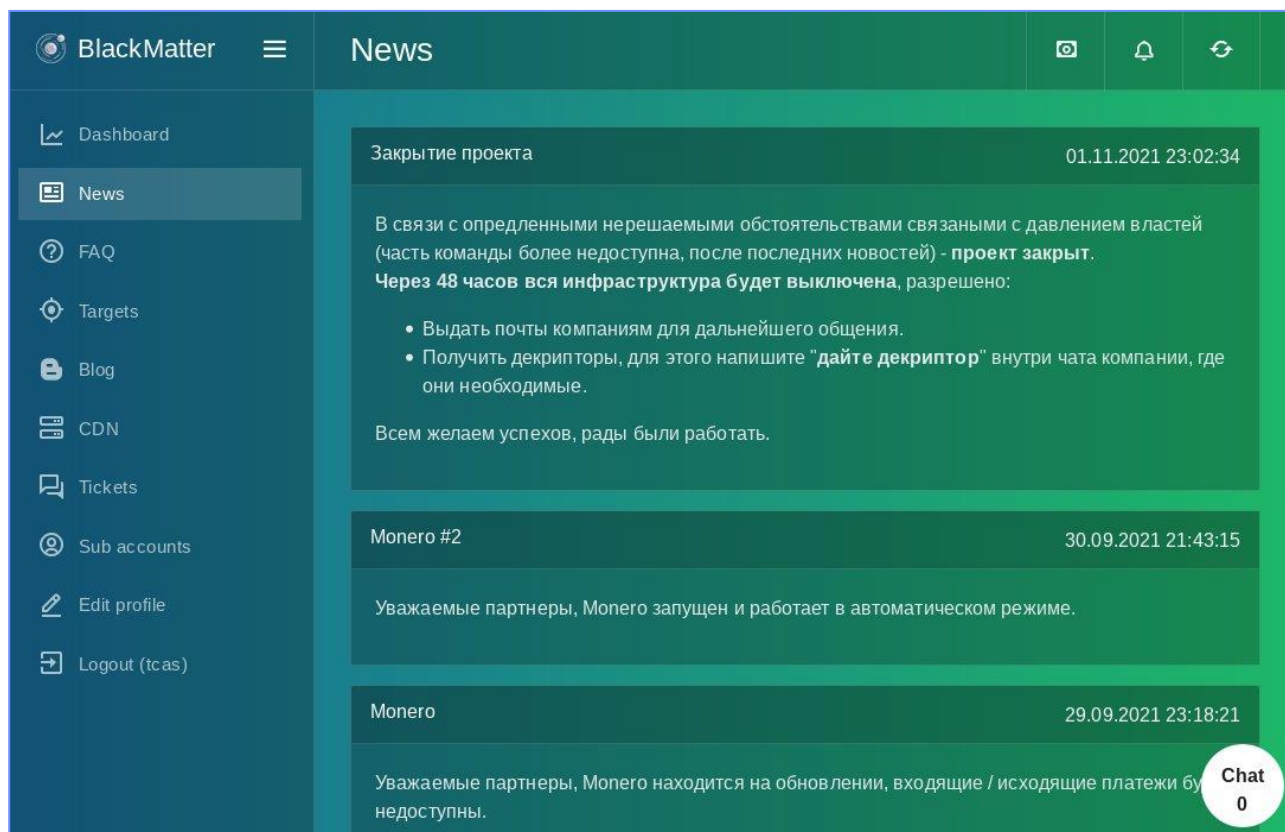 BlackMatter
News
Dashboard
News
FAQ
Targets
Blog
CDN
Tickets
Sub accounts
Edit profile
Logout (tcas)
Закрытие проекта 01.11.2021 23:02:34
В связи с опредленными нерешаемыми обстоятельствами связаными с давлением властей
(часть команды более недоступна, после последних новостей) - проект закрыт.
Через 48 часов вся инфраструктура будет выключена, разрешено:
• Выдать почты компаниям для дальнейшего общения.
• Получить декрипторы, для этого напишите "дайте декриптор" внутри чата компании, где
они необходимые.
Всем желаем успехов, рады были работать.
Monero #2 30.09.2021 21:43:15
Уважаемые партнеры, Monero запущен и работает в автоматическом режиме.
Monero 29.09.2021 23:18:21
Уважаемые партнеры, Monero находится на обновлении, входящие / исходящие платежи
недоступны.
Chat
0